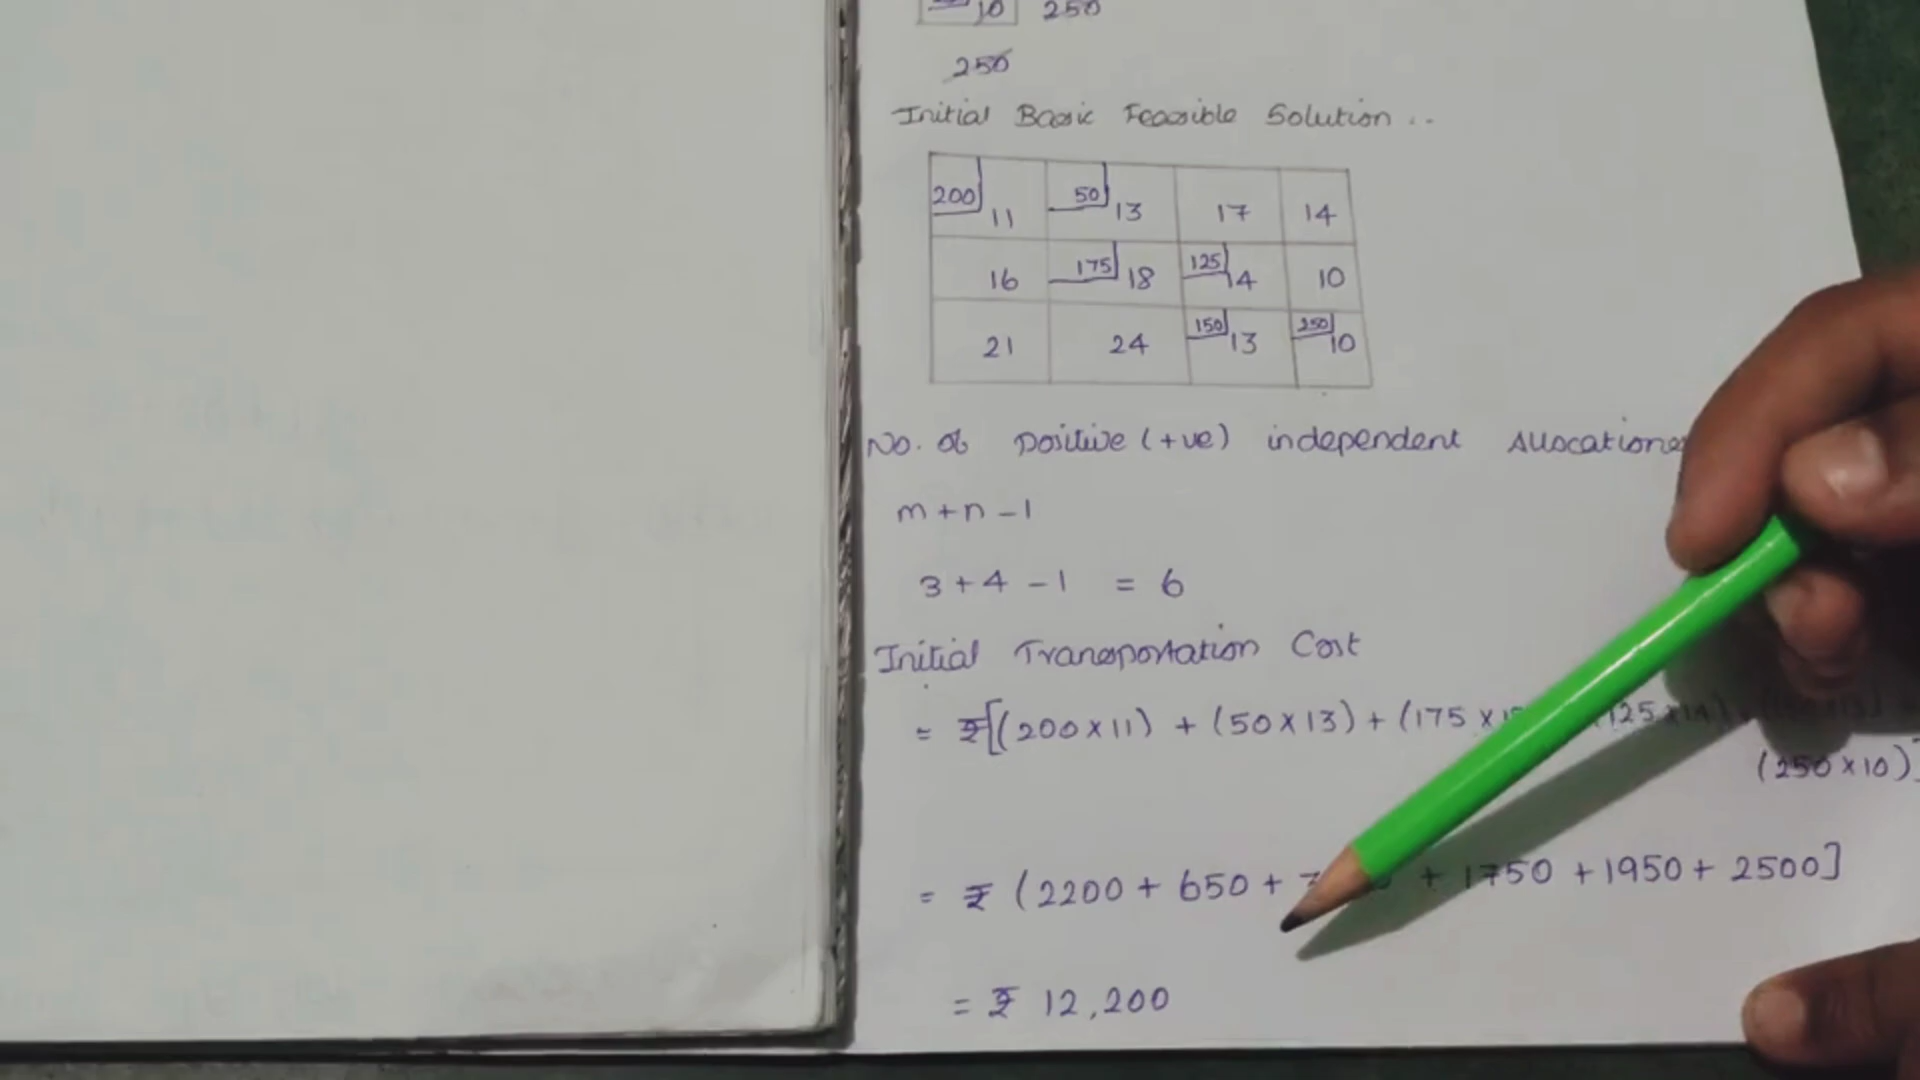 10 250
250
Initial Basic Feasible Solution ..
200 11 50 13 17 14
16 175 18 125 14 10
21 24 150 13 250 10
No. of positive (+ve) independent Allocations
m + n - 1
3 + 4 - 1 = 6
Initial Transportation Cost
= ₹[(200 x 11) + (50 x 13) + (175 x 125 x 14)
(250 x 10)]
= ₹ (2200 + 650 + + 1750 + 1950 + 2500]
= ₹ 12,200